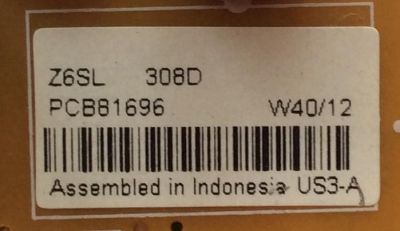 Z6SL 308D
PCB81696 W40/12
Assembled in Indonesia US3-A